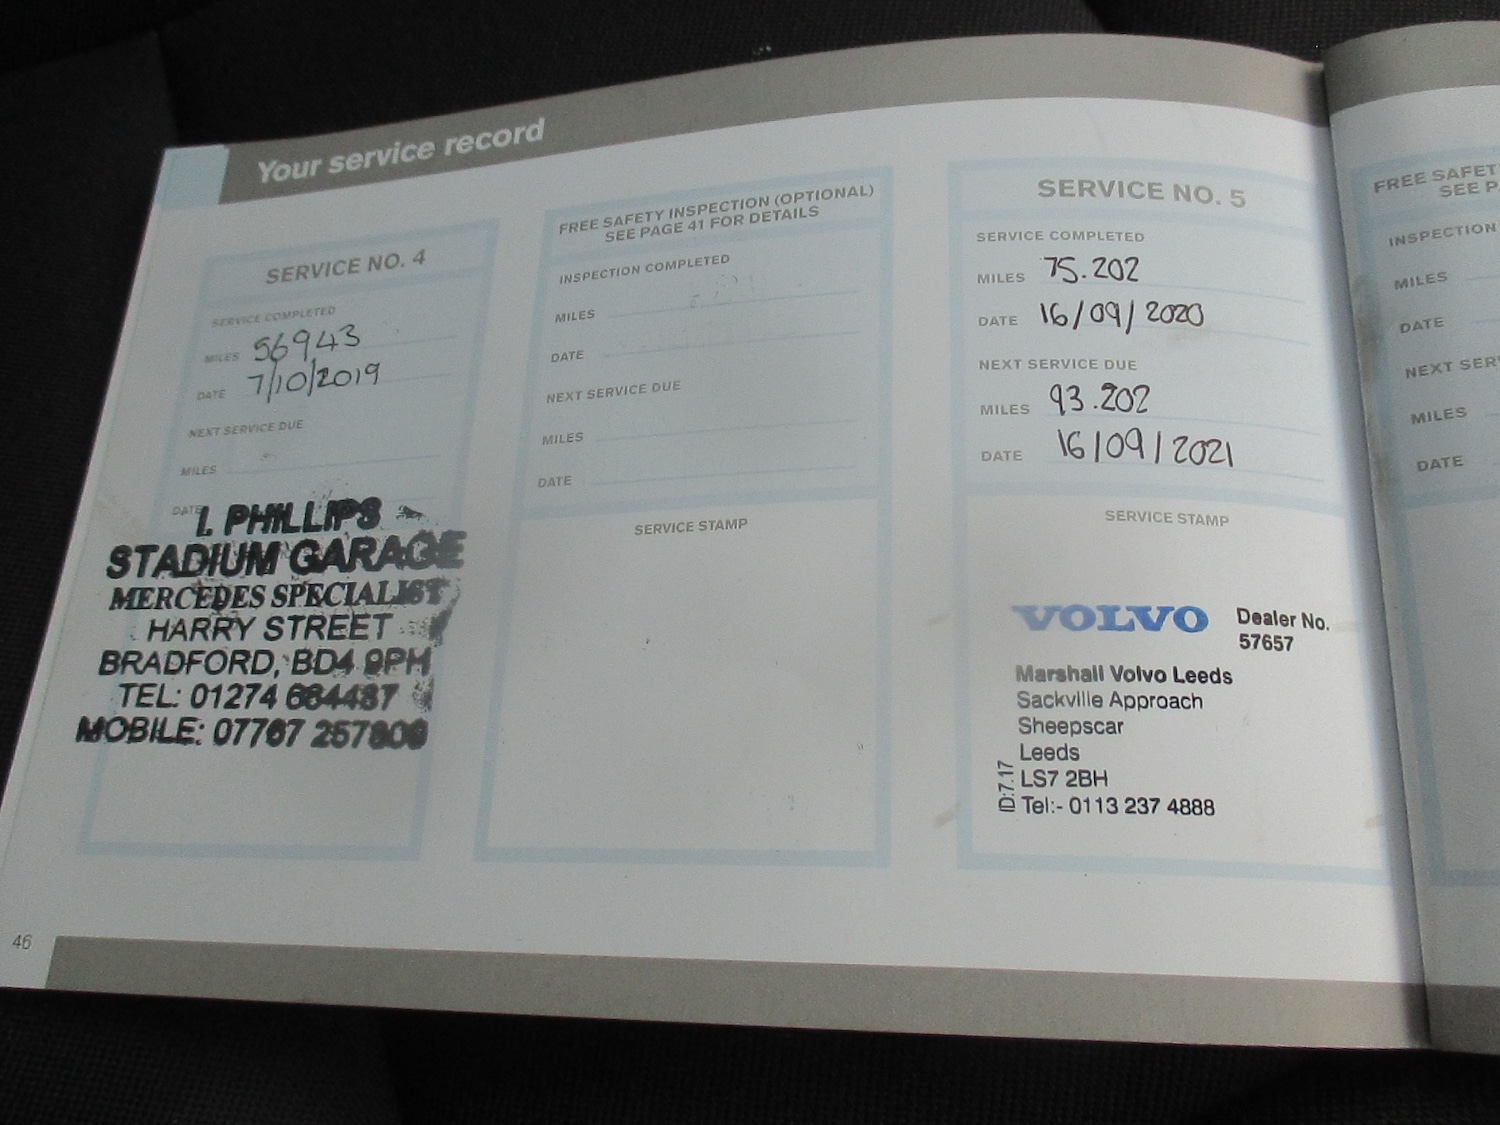 Your service record
SERVICE NO. 4
SERVICE COMPLETED
MILES 56943
DATE 7/10/2019
NEXT SERVICE DUE
MILES
DATE
I. PHILLIPS
STADIUM GARAGE
MERCEDES SPECIALIST
HARRY STREET
BRADFORD, BD4 9PH
TEL: 01274
MOBILE: 07767
FREE SAFETY INSPECTION (OPTIONAL)
SEE PAGE 41 FOR DETAILS
INSPECTION COMPLETED
MILES
DATE
NEXT SERVICE DUE
MILES
DATE
SERVICE STAMP
SERVICE NO. 5
SERVICE COMPLETED
MILES 75.202
DATE 16/09/2020
NEXT SERVICE DUE
MILES 93.202
DATE 16/09/2021
SERVICE STAMP
VOLVO
Dealer No.
57657
Marshall Volvo Leeds
Sackville Approach
Sheepscar
Leeds
LS7 2BH
Tel:- 0113 237 4888
ID:7.17
FREE SAFET
SEE P
INSPECTION
MILES
DATE
NEXT SER
MILES
DATE
46